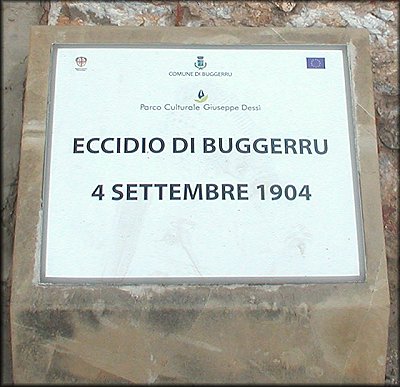 COMUNE DI BUGGERRU
Parco Culturale Giuseppe Dessì
ECCIDIO DI BUGGERRU
4 SETTEMBRE 1904